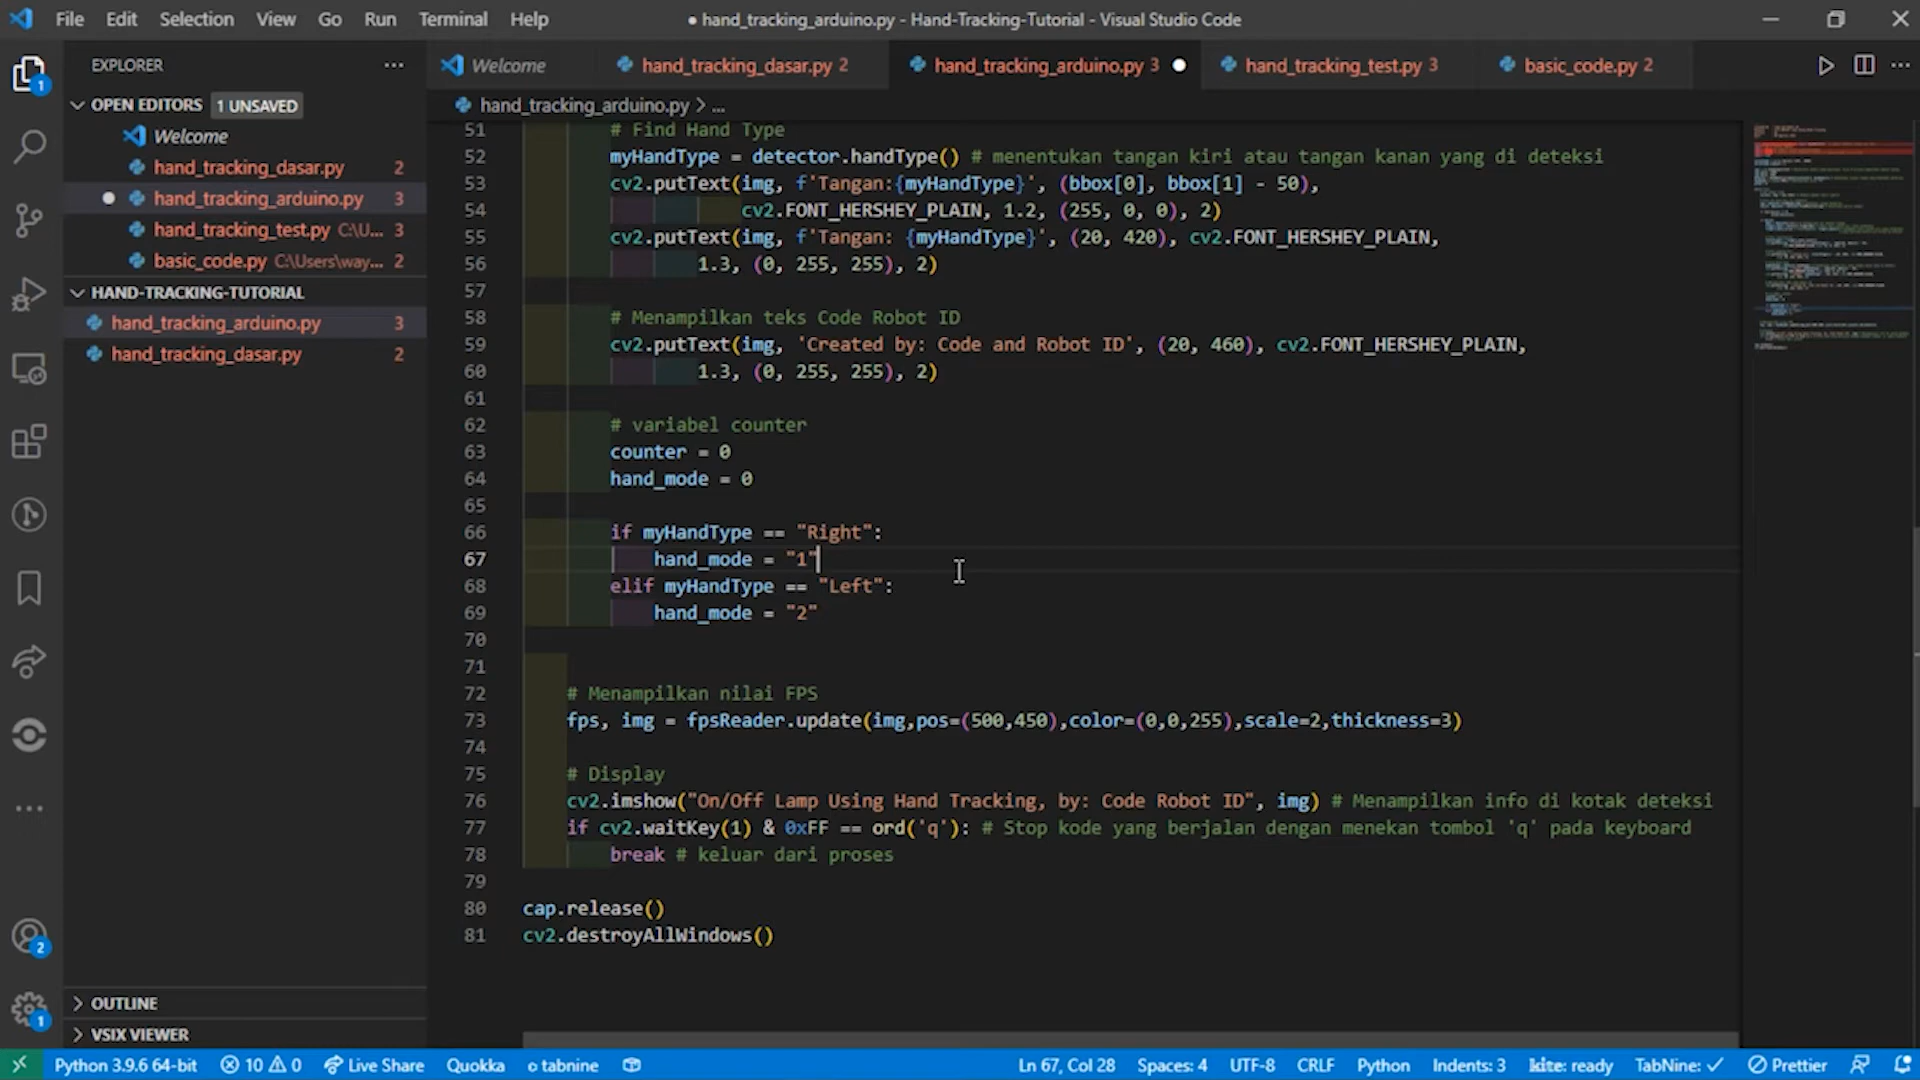 File Edit Selection View Go Run Terminal Help
● hand_tracking_arduino.py - Hand-Tracking-Tutorial - Visual Studio Code
EXPLORER
Welcome
hand_tracking_dasar.py 2
hand_tracking_arduino.py 3
hand_tracking_test.py 3
basic_code.py 2
OPEN EDITORS 1 UNSAVED
Welcome
hand_tracking_dasar.py 2
hand_tracking_arduino.py 3
hand_tracking_test.py C:\U... 3
basic_code.py C:\Users\way... 2
HAND-TRACKING-TUTORIAL
hand_tracking_arduino.py 3
hand_tracking_dasar.py 2
OUTLINE
VSIX VIEWER
1
2
1
hand_tracking_arduino.py > ...
51 # Find Hand Type
52 myHandType = detector.handType() # menentukan tangan kiri atau tangan kanan yang di deteksi
53 cv2.putText(img, f'Tangan:{myHandType}', (bbox[0], bbox[1] - 50),
54 cv2.FONT_HERSHEY_PLAIN, 1.2, (255, 0, 0), 2)
55 cv2.putText(img, f'Tangan: {myHandType}', (20, 420), cv2.FONT_HERSHEY_PLAIN,
56 1.3, (0, 255, 255), 2)
57
58 # Menampilkan teks Code Robot ID
59 cv2.putText(img, 'Created by: Code and Robot ID', (20, 460), cv2.FONT_HERSHEY_PLAIN,
60 1.3, (0, 255, 255), 2)
61
62 # variabel counter
63 counter = 0
64 hand_mode = 0
65
66 if myHandType == "Right":
67 hand_mode = "1"
68 elif myHandType == "Left":
69 hand_mode = "2"
70
71
72 # Menampilkan nilai FPS
73 fps, img = fpsReader.update(img,pos=(500,450),color=(0,0,255),scale=2,thickness=3)
74
75 # Display
76 cv2.imshow("On/Off Lamp Using Hand Tracking, by: Code Robot ID", img) # Menampilkan info di kotak deteksi
77 if cv2.waitKey(1) & 0xFF == ord('q'): # Stop kode yang berjalan dengan menekan tombol 'q' pada keyboard
78 break # keluar dari proses
79
80 cap.release()
81 cv2.destroyAllWindows()
Python 3.9.6 64-bit 10 0 Live Share Quokka tabnine Ln 67, Col 28 Spaces: 4 UTF-8 CRLF Python Indents: 3 kite: ready TabNine: ✓ Prettier